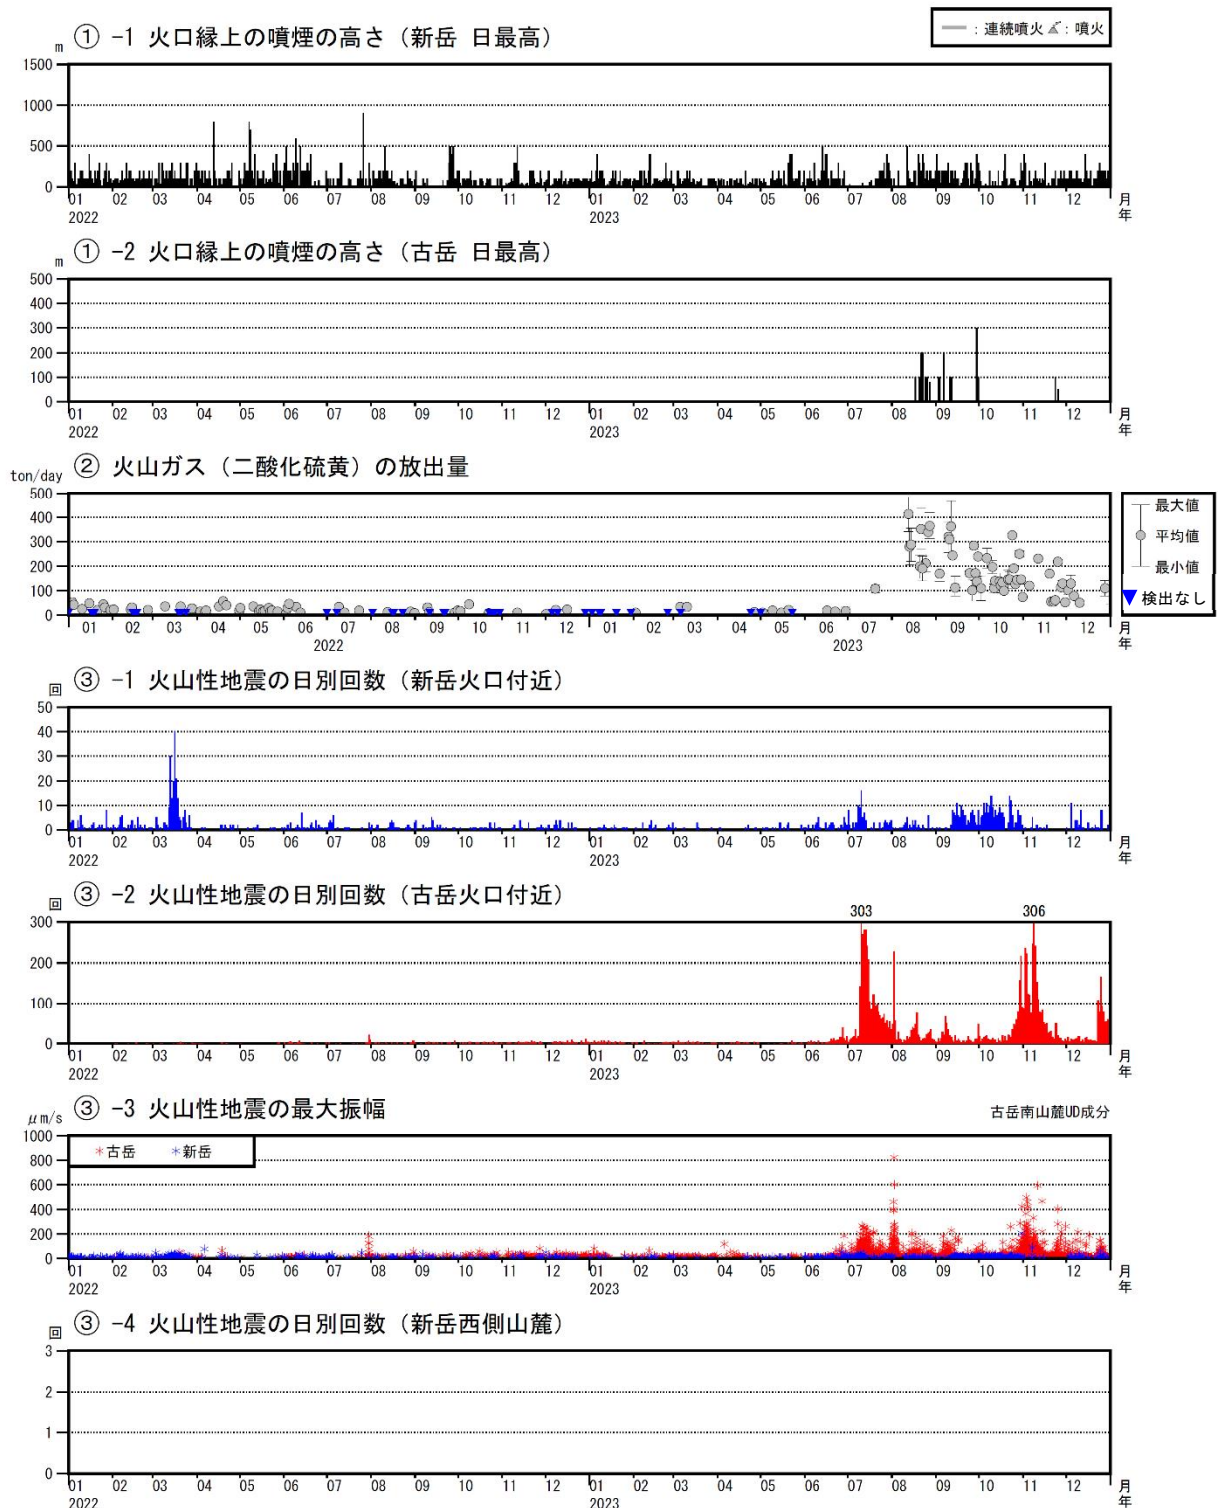 ① -1 火口縁上の噴煙の高さ（新岳 日最高）
━ : 連続噴火 : 噴火
m
1500
1000
500
0
01 02 03 04 05 06 07 08 09 10 11 12 01 02 03 04 05 06 07 08 09 10 11 12 月
2022 2023 年
① -2 火口縁上の噴煙の高さ（古岳 日最高）
m
500
400
300
200
100
0
01 02 03 04 05 06 07 08 09 10 11 12 01 02 03 04 05 06 07 08 09 10 11 12 月
2022 2023 年
② 火山ガス（二酸化硫黄）の放出量
ton/day
500
400
300
200
100
0
最大値
平均値
最小値
▼ 検出なし
01 02 03 04 05 06 07 08 09 10 11 12 01 02 03 04 05 06 07 08 09 10 11 12 月
2022 2023 年
③ -1 火山性地震の日別回数（新岳火口付近）
回
50
40
30
20
10
0
01 02 03 04 05 06 07 08 09 10 11 12 01 02 03 04 05 06 07 08 09 10 11 12 月
2022 2023 年
③ -2 火山性地震の日別回数（古岳火口付近）
回
303 306
300
200
100
0
01 02 03 04 05 06 07 08 09 10 11 12 01 02 03 04 05 06 07 08 09 10 11 12 月
2022 2023 年
③ -3 火山性地震の最大振幅
μm/s
古岳南山麓UD成分
*古岳 *新岳
1000
800
600
400
200
0
01 02 03 04 05 06 07 08 09 10 11 12 01 02 03 04 05 06 07 08 09 10 11 12 月
2022 2023 年
③ -4 火山性地震の日別回数（新岳西側山麓）
回
3
2
1
0
01 02 03 04 05 06 07 08 09 10 11 12 01 02 03 04 05 06 07 08 09 10 11 12 月
2022 2023 年